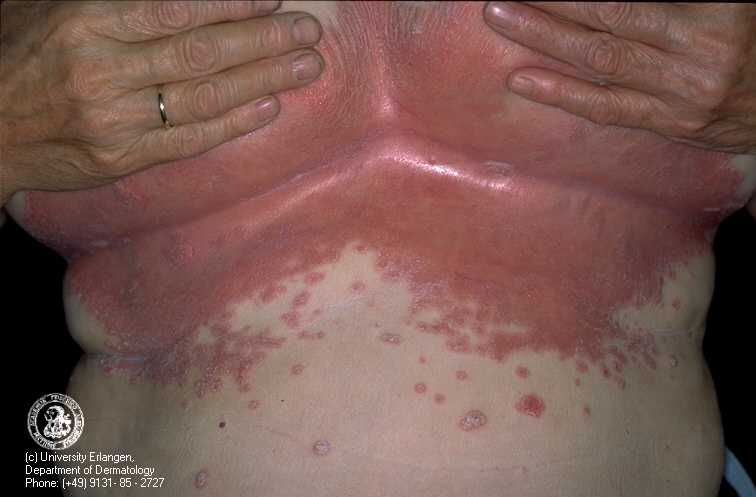 (c) University Erlangen,
Department of Dermatology
Phone: (+49) 9131- 85 - 2727